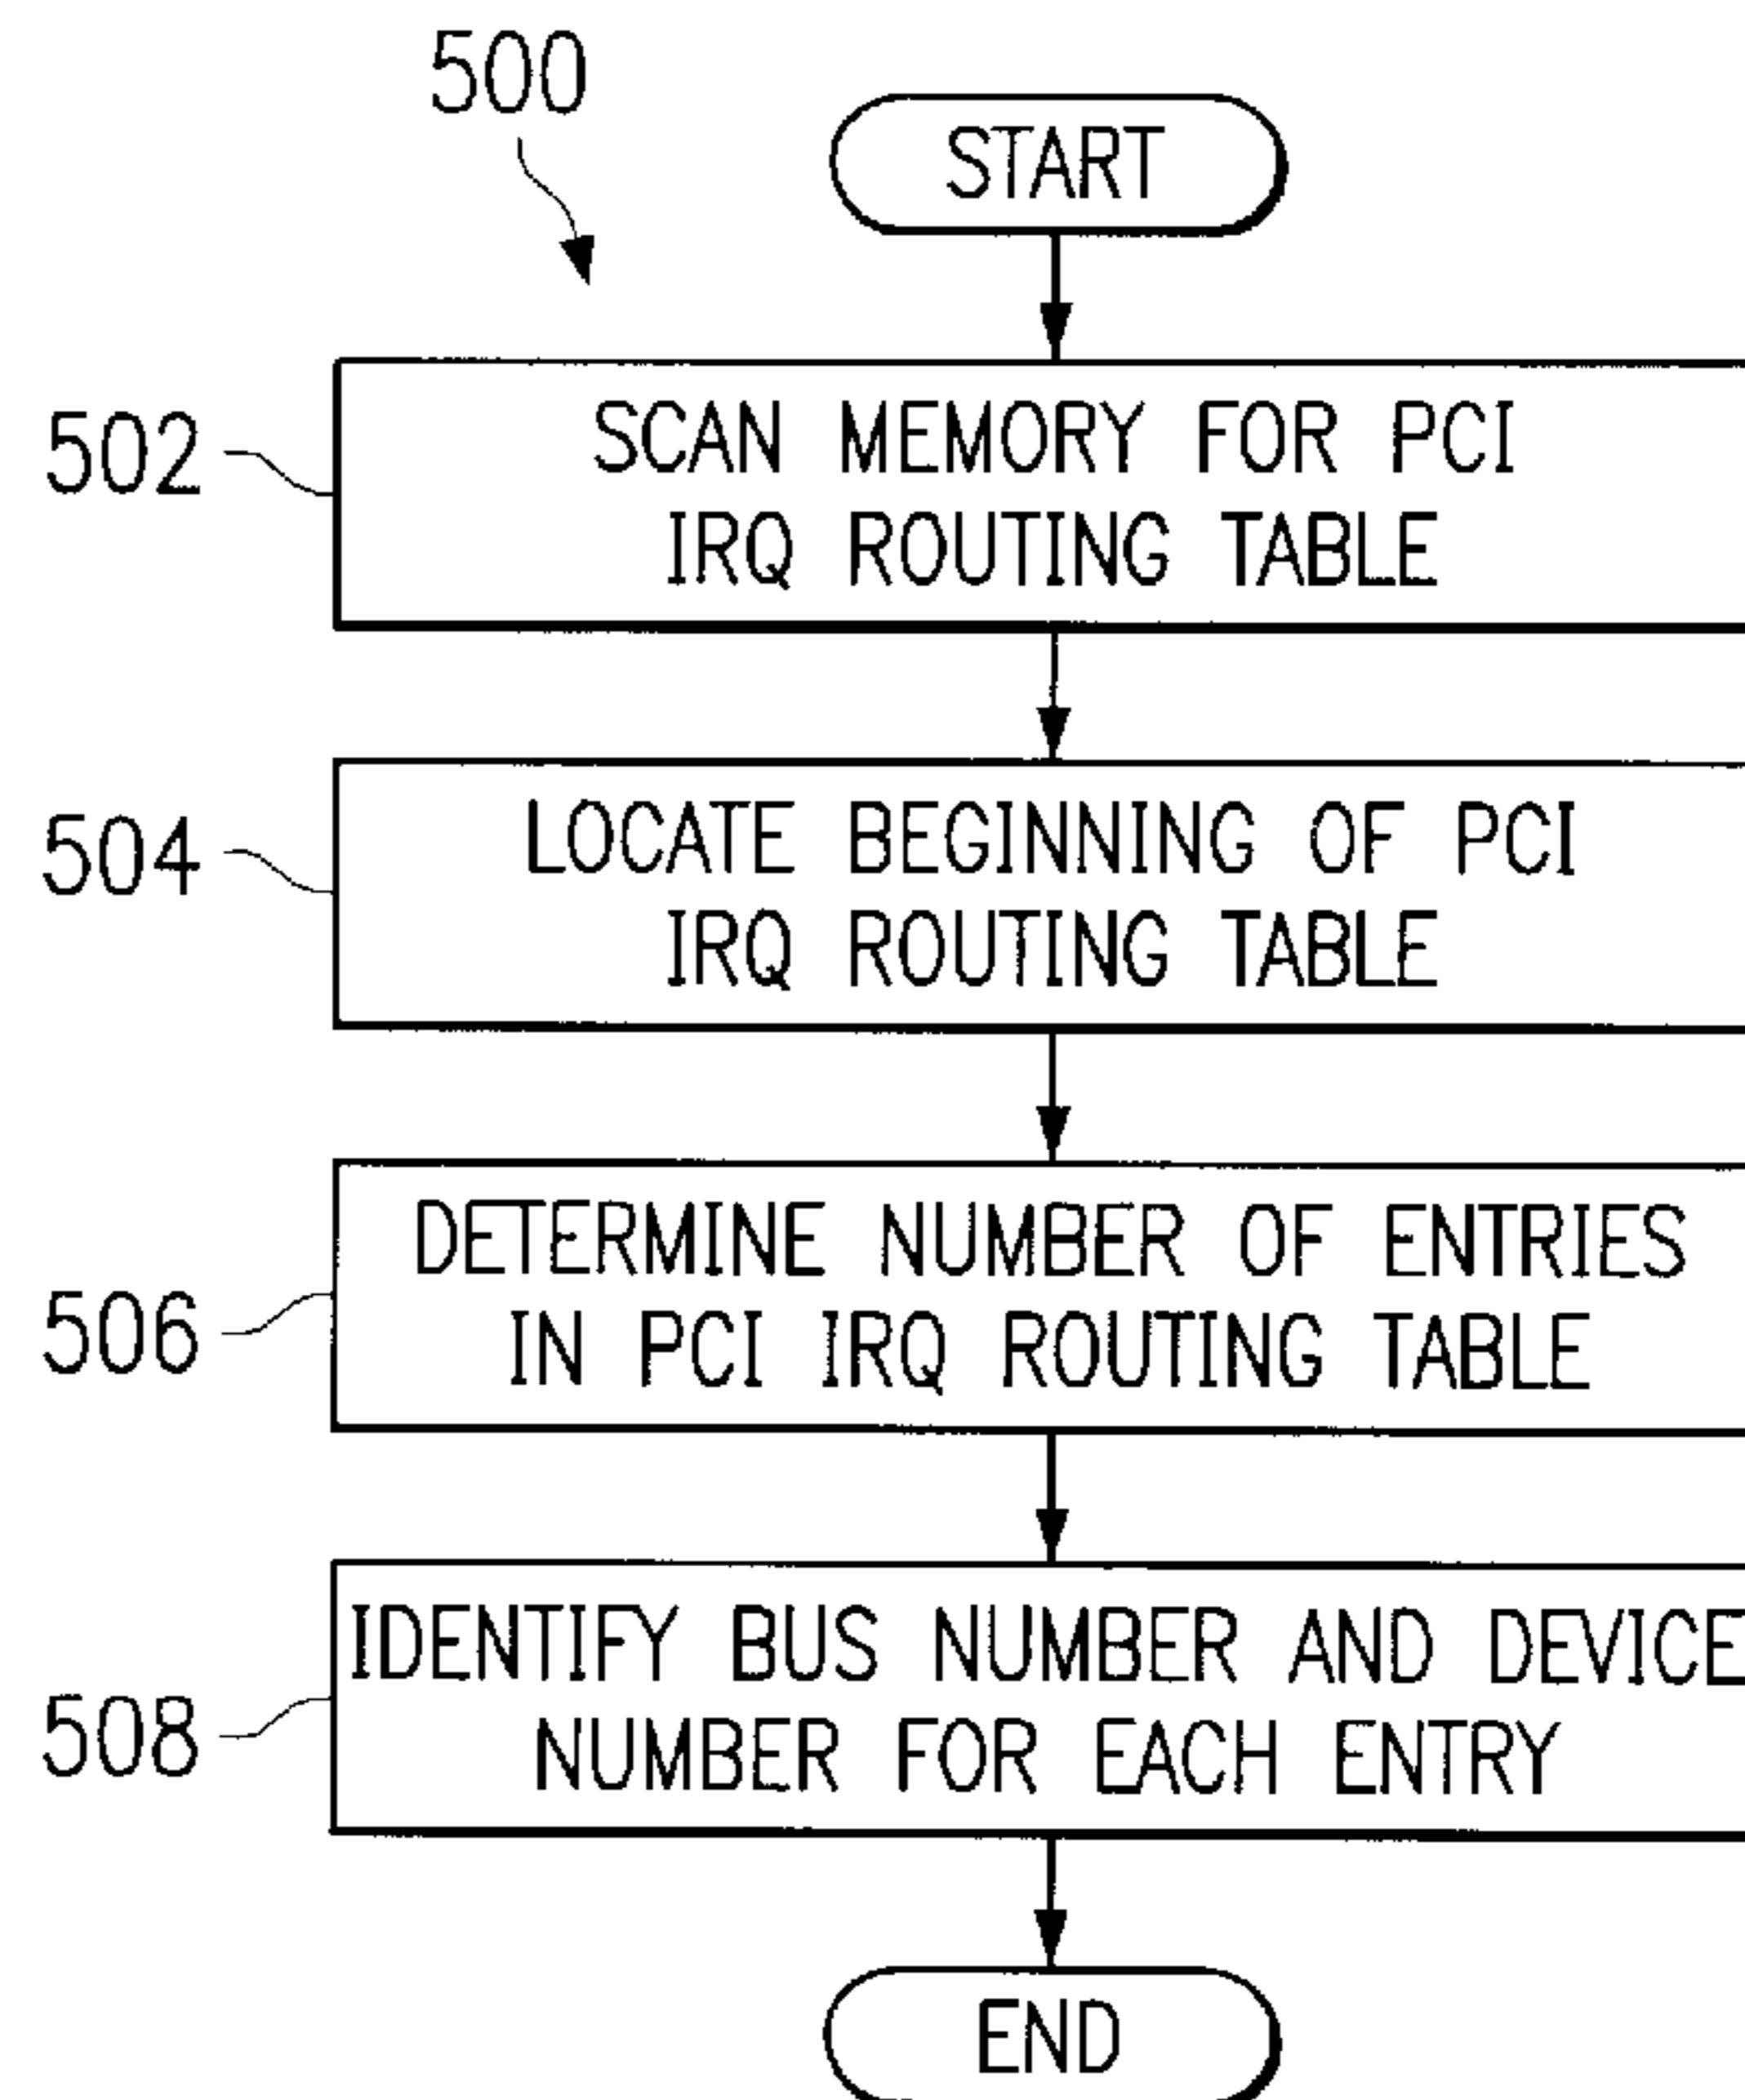 500
START
502
SCAN MEMORY FOR PCI
IRQ ROUTING TABLE
504
LOCATE BEGINNING OF PCI
IRQ ROUTING TABLE
506
DETERMINE NUMBER OF ENTRIES
IN PCI IRQ ROUTING TABLE
508
IDENTIFY BUS NUMBER AND DEVICE
NUMBER FOR EACH ENTRY
END